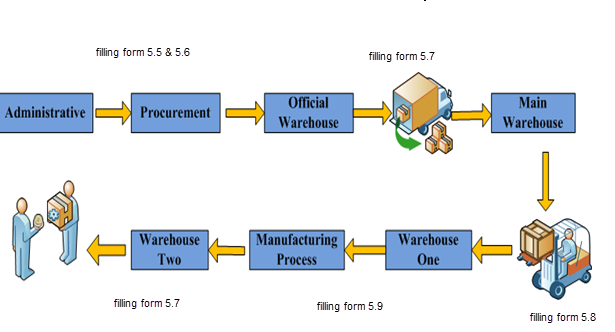 filling form 5.5 & 5.6
filling form 5.7
Administrative
Procurement
Official
Warehouse
Main
Warehouse
Warehouse
Two
Manufacturing
Process
Warehouse
One
filling form 5.7
filling form 5.9
filling form 5.8